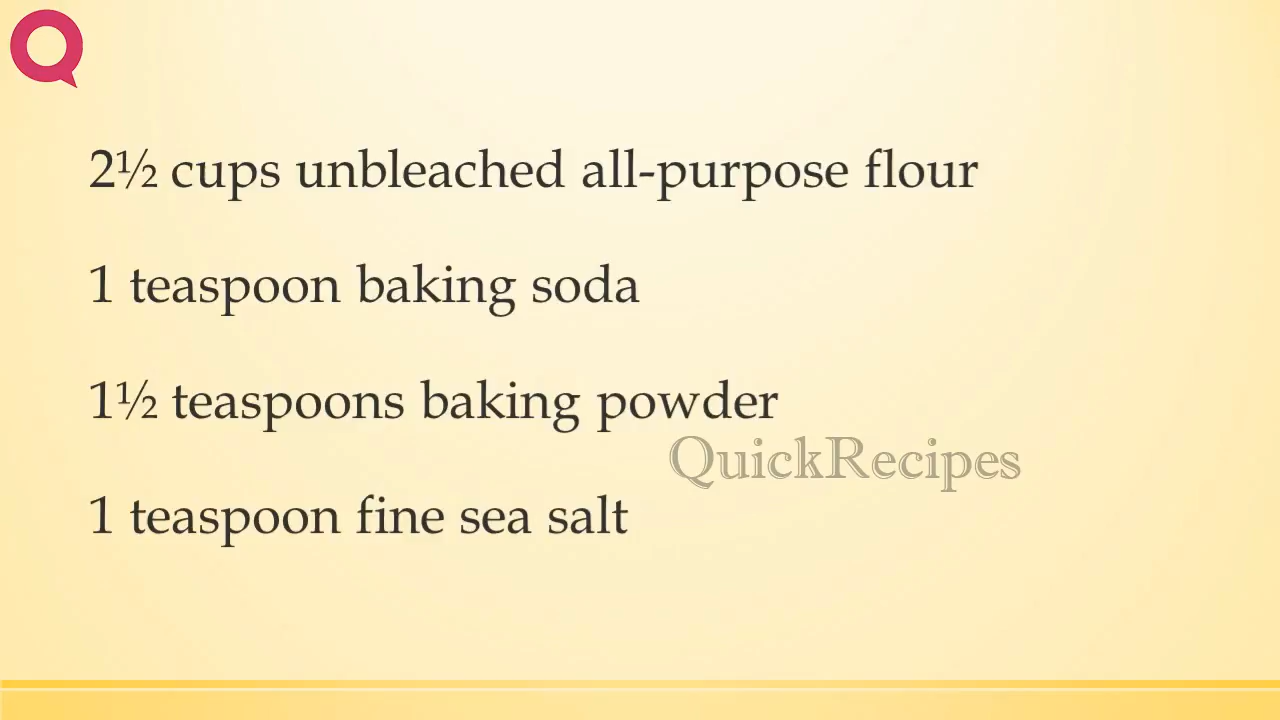 2½ cups unbleached all-purpose flour
1 teaspoon baking soda
1½ teaspoons baking powder
QuickRecipes
1 teaspoon fine sea salt